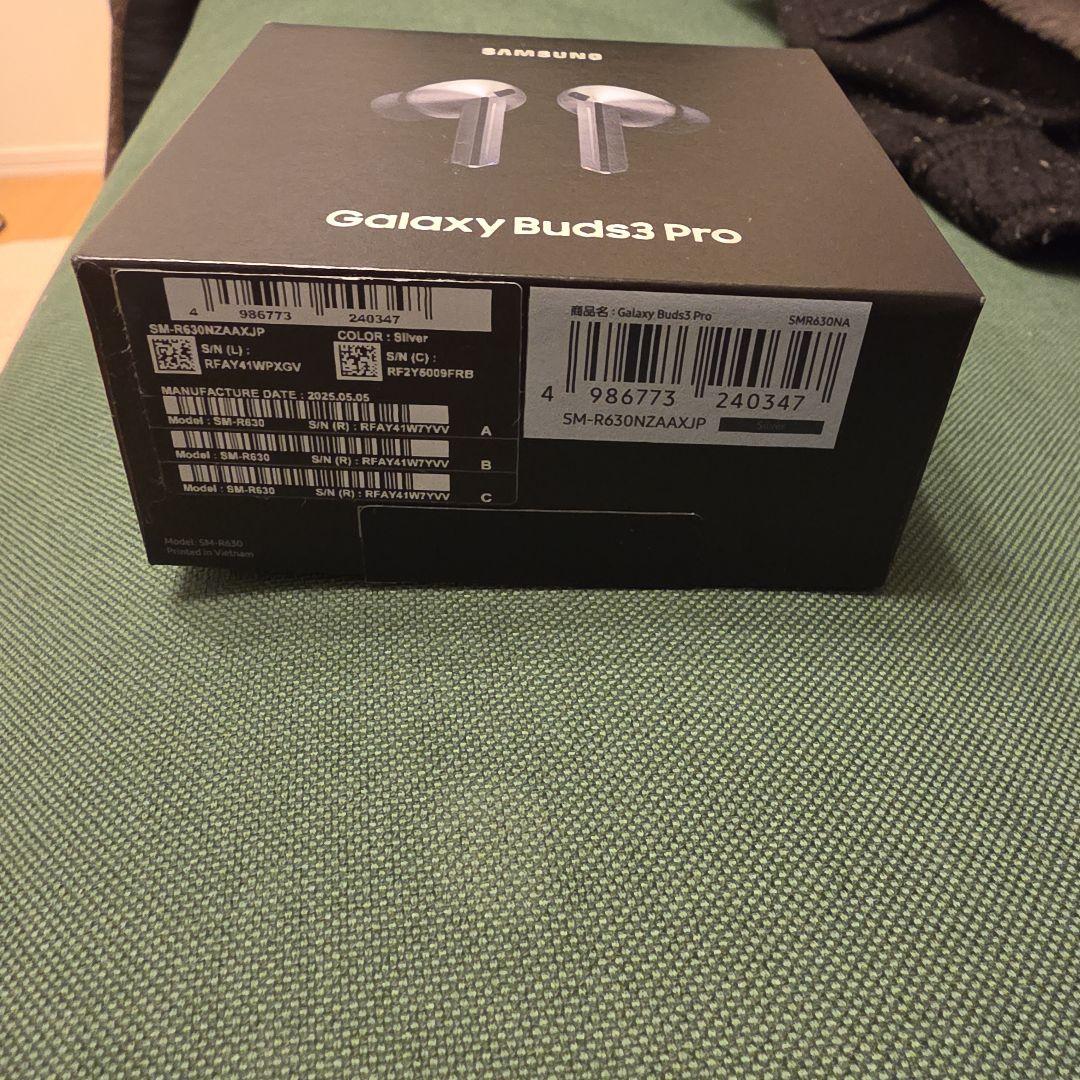 SAMSUNG
Galaxy Buds3 Pro
4 986773 240347
SM-R630NZAAXJP
COLOR : Silver
S/N (L) :
RFAY41WPXGV
S/N (C) :
RF2Y5009FRB
MANUFACTURE DATE : 2025.05.05
Model : SM-R630 S/N (R) : RFAY41W7YVV A
Model : SM-R630 S/N (R) : RFAY41W7YVV B
Model : SM-R630 S/N (R) : RFAY41W7YVV C
Model: SM-R630
Printed in Vietnam
商品名 : Galaxy Buds3 Pro SMR630NA
4 986773 240347
SM-R630NZAAXJP Silver